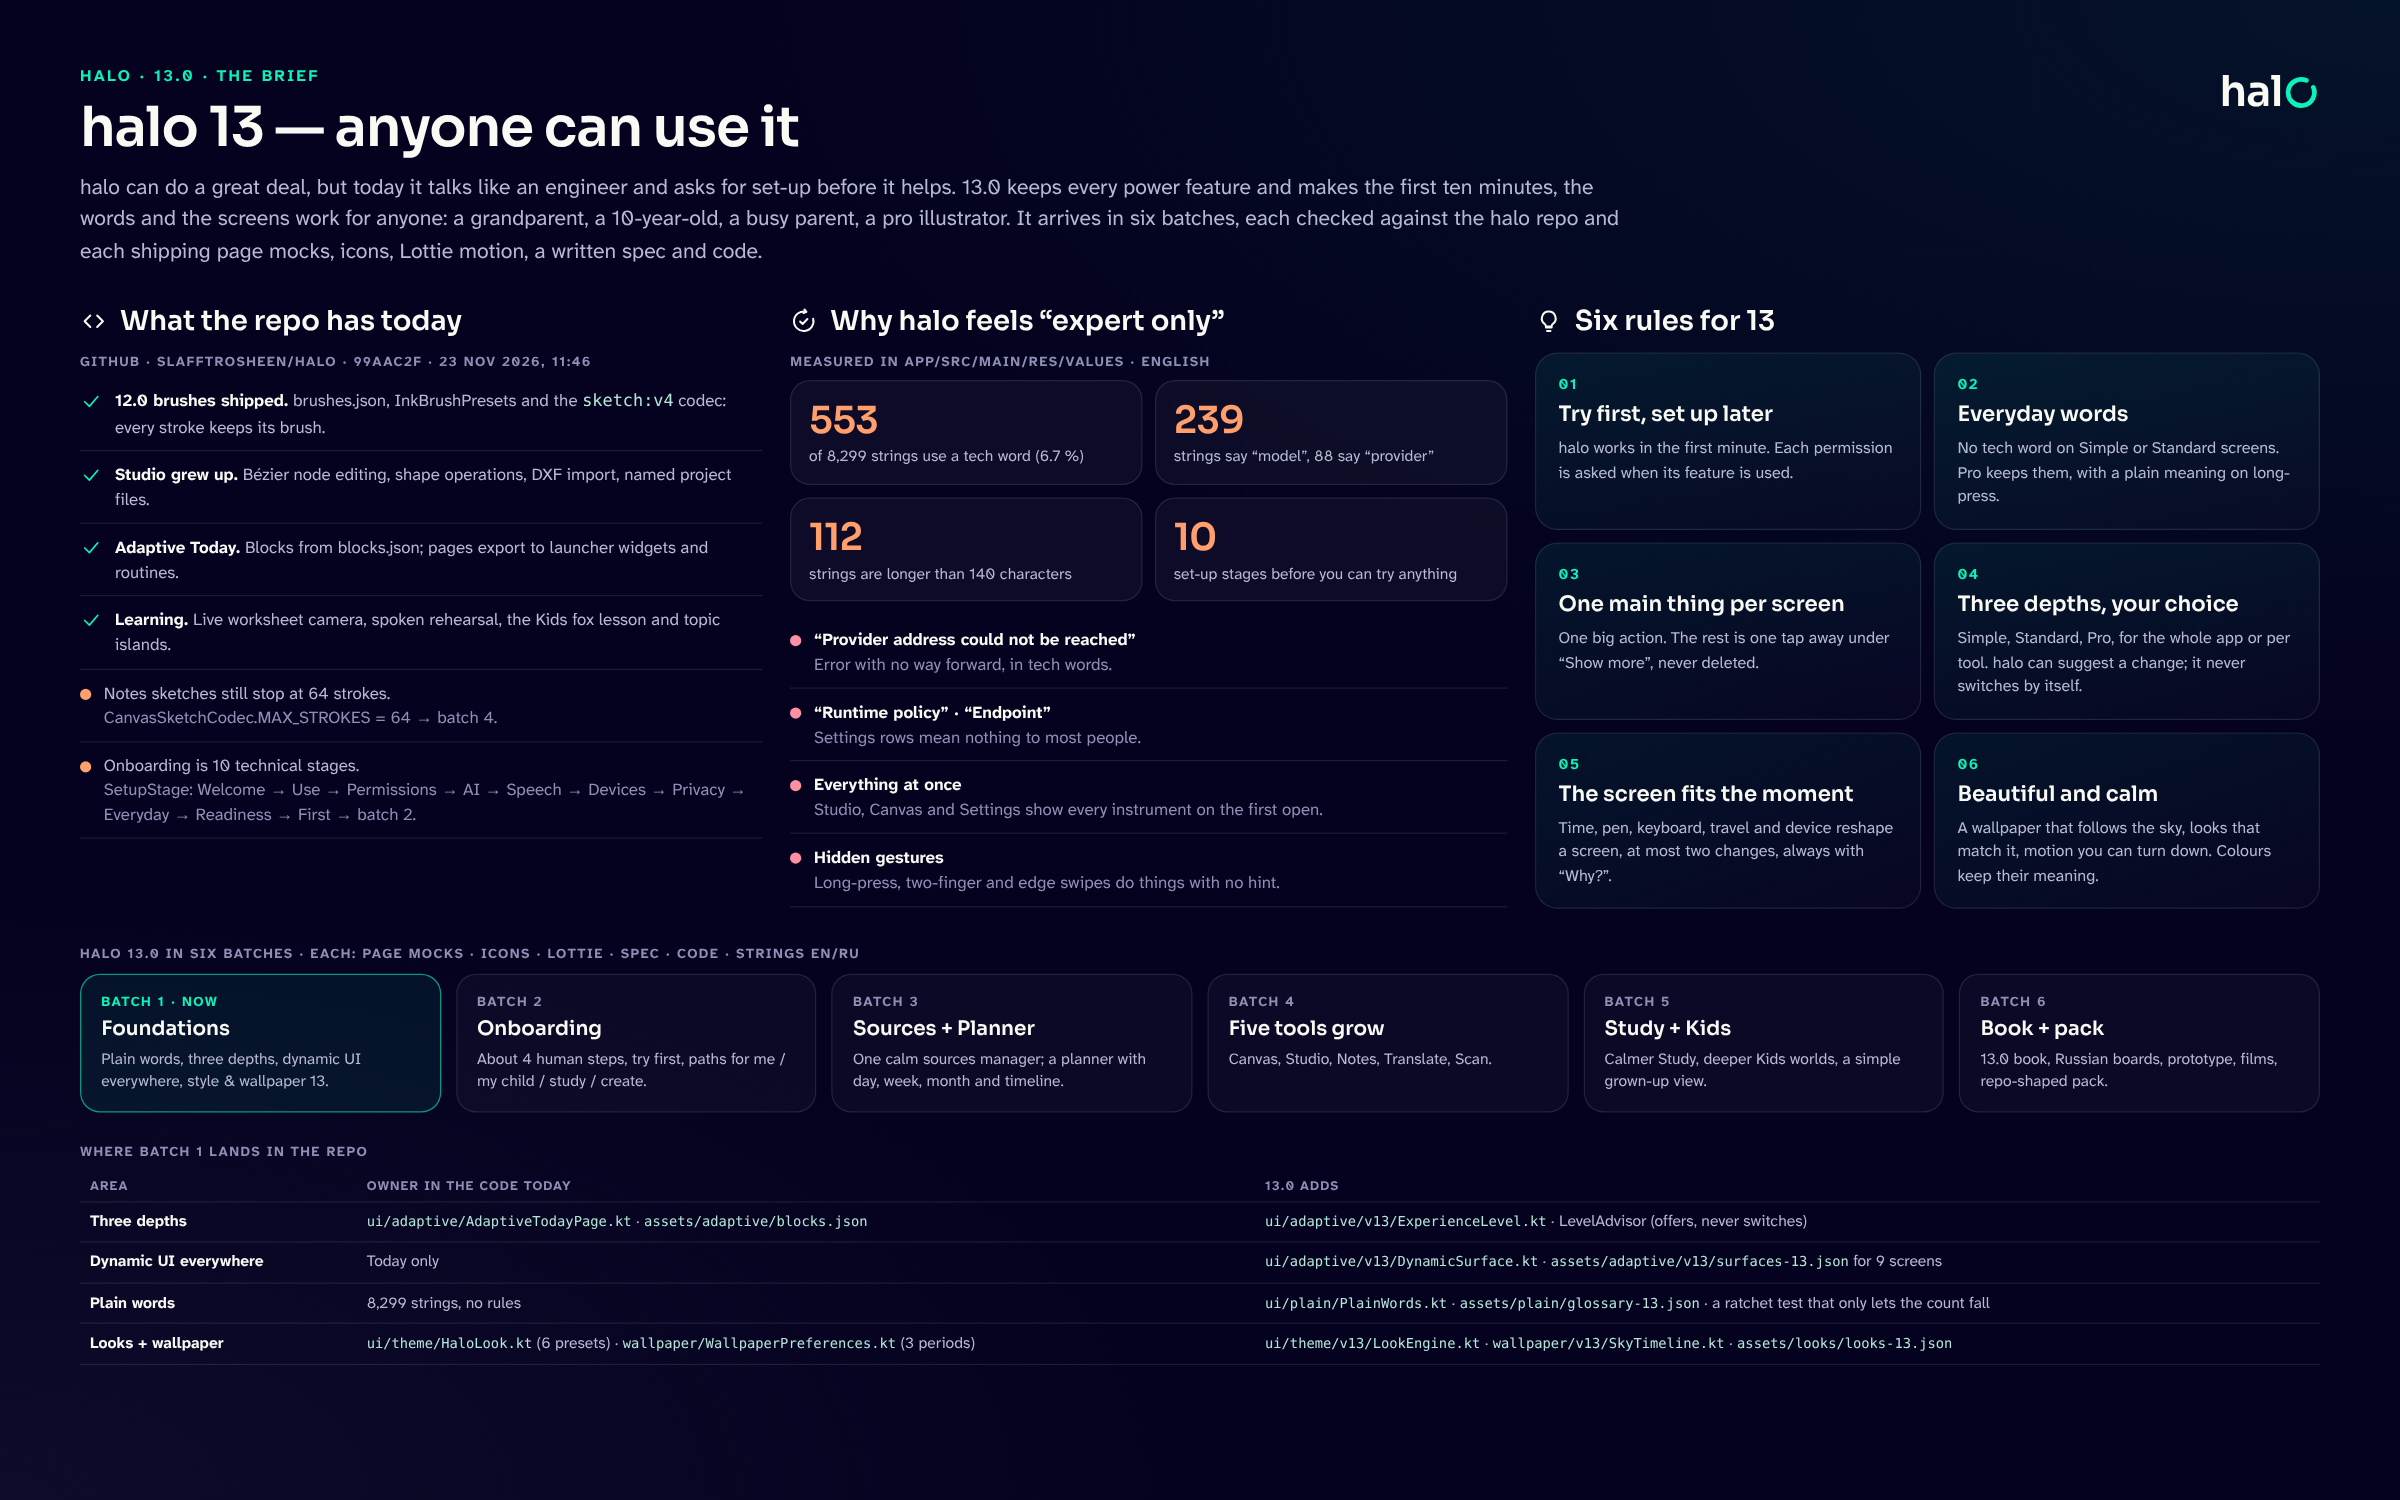 HALO · 13.0 · THE BRIEF
halo
halo 13 — anyone can use it
halo can do a great deal, but today it talks like an engineer and asks for set-up before it helps. 13.0 keeps every power feature and makes the first ten minutes, the
words and the screens work for anyone: a grandparent, a 10-year-old, a busy parent, a pro illustrator. It arrives in six batches, each checked against the halo repo and
each shipping page mocks, icons, Lottie motion, a written spec and code.
What the repo has today
GITHUB · SLAFFTROSHEEN/HALO · 99AAC2F · 23 NOV 2026, 11:46
12.0 brushes shipped. brushes.json, InkBrushPresets and the sketch:v4 codec:
every stroke keeps its brush.
Studio grew up. Bézier node editing, shape operations, DXF import, named project
files.
Adaptive Today. Blocks from blocks.json; pages export to launcher widgets and
routines.
Learning. Live worksheet camera, spoken rehearsal, the Kids fox lesson and topic
islands.
Notes sketches still stop at 64 strokes.
CanvasSketchCodec.MAX_STROKES = 64 → batch 4.
Onboarding is 10 technical stages.
SetupStage: Welcome → Use → Permissions → AI → Speech → Devices → Privacy →
Everyday → Readiness → First → batch 2.
Why halo feels “expert only”
MEASURED IN APP/SRC/MAIN/RES/VALUES · ENGLISH
553
of 8,299 strings use a tech word (6.7 %)
239
strings say “model”, 88 say “provider”
112
strings are longer than 140 characters
10
set-up stages before you can try anything
“Provider address could not be reached”
Error with no way forward, in tech words.
“Runtime policy” · “Endpoint”
Settings rows mean nothing to most people.
Everything at once
Studio, Canvas and Settings show every instrument on the first open.
Hidden gestures
Long-press, two-finger and edge swipes do things with no hint.
Six rules for 13
01
Try first, set up later
halo works in the first minute. Each permission
is asked when its feature is used.
02
Everyday words
No tech word on Simple or Standard screens.
Pro keeps them, with a plain meaning on long-
press.
03
One main thing per screen
One big action. The rest is one tap away under
“Show more”, never deleted.
04
Three depths, your choice
Simple, Standard, Pro, for the whole app or per
tool. halo can suggest a change; it never
switches by itself.
05
The screen fits the moment
Time, pen, keyboard, travel and device reshape
a screen, at most two changes, always with
“Why?”.
06
Beautiful and calm
A wallpaper that follows the sky, looks that
match it, motion you can turn down. Colours
keep their meaning.
HALO 13.0 IN SIX BATCHES · EACH: PAGE MOCKS · ICONS · LOTTIE · SPEC · CODE · STRINGS EN/RU
BATCH 1 · NOW
Foundations
Plain words, three depths, dynamic UI
everywhere, style & wallpaper 13.
BATCH 2
Onboarding
About 4 human steps, try first, paths for me /
my child / study / create.
BATCH 3
Sources + Planner
One calm sources manager; a planner with
day, week, month and timeline.
BATCH 4
Five tools grow
Canvas, Studio, Notes, Translate, Scan.
BATCH 5
Study + Kids
Calmer Study, deeper Kids worlds, a simple
grown-up view.
BATCH 6
Book + pack
13.0 book, Russian boards, prototype, films,
repo-shaped pack.
WHERE BATCH 1 LANDS IN THE REPO
AREA OWNER IN THE CODE TODAY 13.0 ADDS
Three depths ui/adaptive/AdaptiveTodayPage.kt · assets/adaptive/blocks.json ui/adaptive/v13/ExperienceLevel.kt · LevelAdvisor (offers, never switches)
Dynamic UI everywhere Today only ui/adaptive/v13/DynamicSurface.kt · assets/adaptive/v13/surfaces-13.json for 9 screens
Plain words 8,299 strings, no rules ui/plain/PlainWords.kt · assets/plain/glossary-13.json · a ratchet test that only lets the count fall
Looks + wallpaper ui/theme/HaloLook.kt (6 presets) · wallpaper/WallpaperPreferences.kt (3 periods) ui/theme/v13/LookEngine.kt · wallpaper/v13/SkyTimeline.kt · assets/looks/looks-13.json